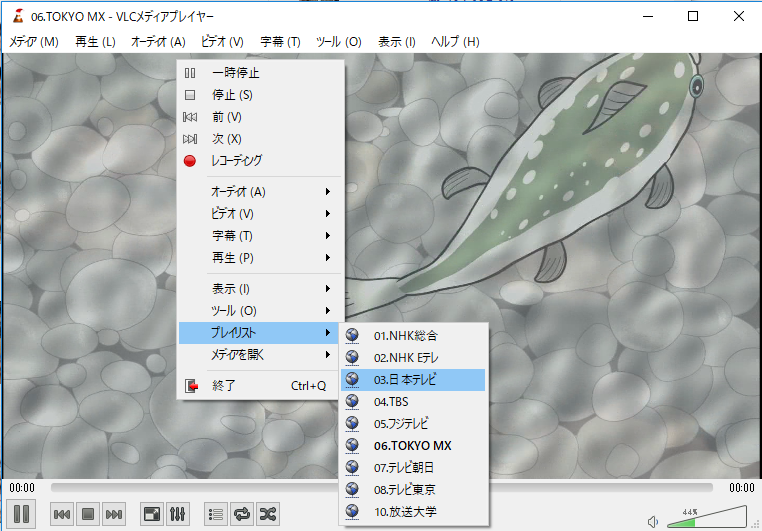 06.TOKYO MX - VLCメディアプレイヤー
メディア (M) 再生 (L) オーディオ (A) ビデオ (V) 字幕 (T) ツール (O) 表示 (I) ヘルプ (H)
一時停止
停止 (S)
前 (V)
次 (X)
レコーディング
オーディオ (A)
ビデオ (V)
字幕 (T)
再生 (P)
表示 (I)
ツール (O)
プレイリスト
メディアを開く
終了 Ctrl+Q
01.NHK総合
02.NHK Eテレ
03.日本テレビ
04.TBS
05.フジテレビ
06.TOKYO MX
07.テレビ朝日
08.テレビ東京
10.放送大学
00:00 00:00
44%